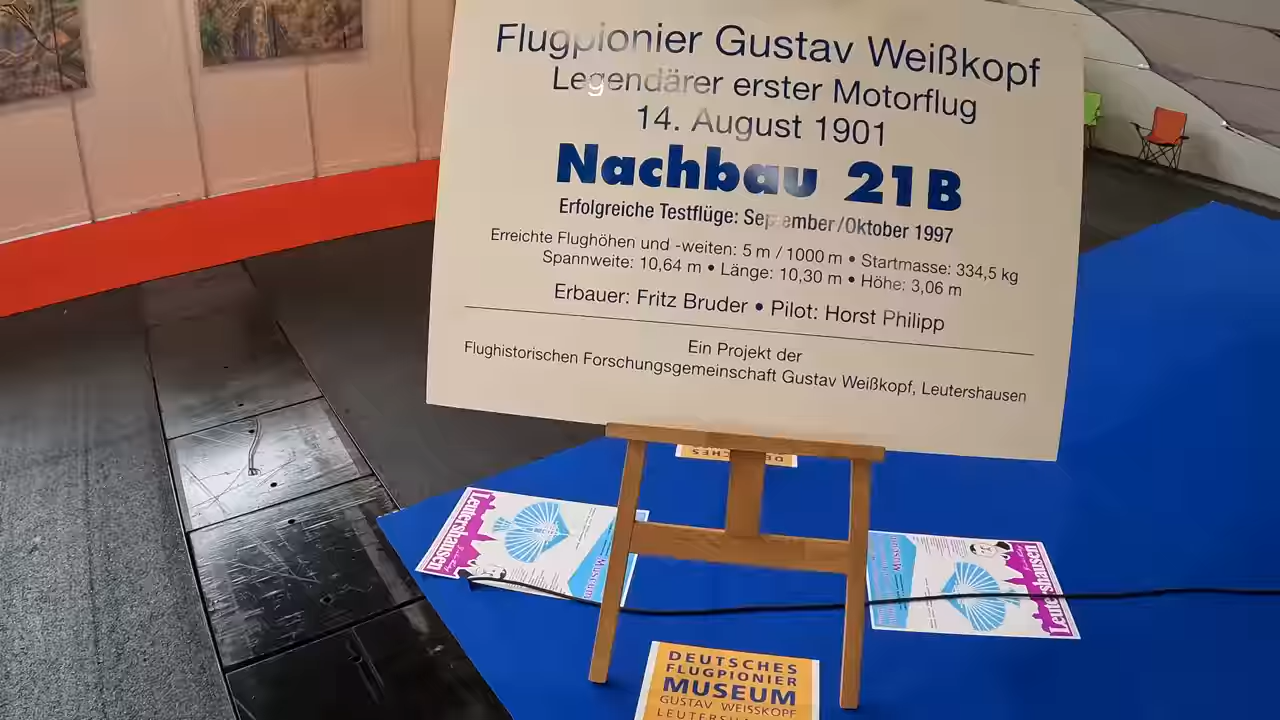 Flugpionier Gustav Weißkopf
Legendärer erster Motorflug
14. August 1901
Nachbau 21B
Erfolgreiche Testflüge: September/Oktober 1997
Erreichte Flughöhen und -weiten: 5 m / 1000 m • Startmasse: 334,5 kg
Spannweite: 10,64 m • Länge: 10,30 m • Höhe: 3,06 m
Erbauer: Fritz Bruder • Pilot: Horst Philipp
Ein Projekt der
Flughistorischen Forschungsgemeinschaft Gustav Weißkopf, Leutershausen
Leutershausen
Museum
Leutershausen
DEUTSCHES
FLUGPIONIER
MUSEUM
GUSTAV WEISSKOPF